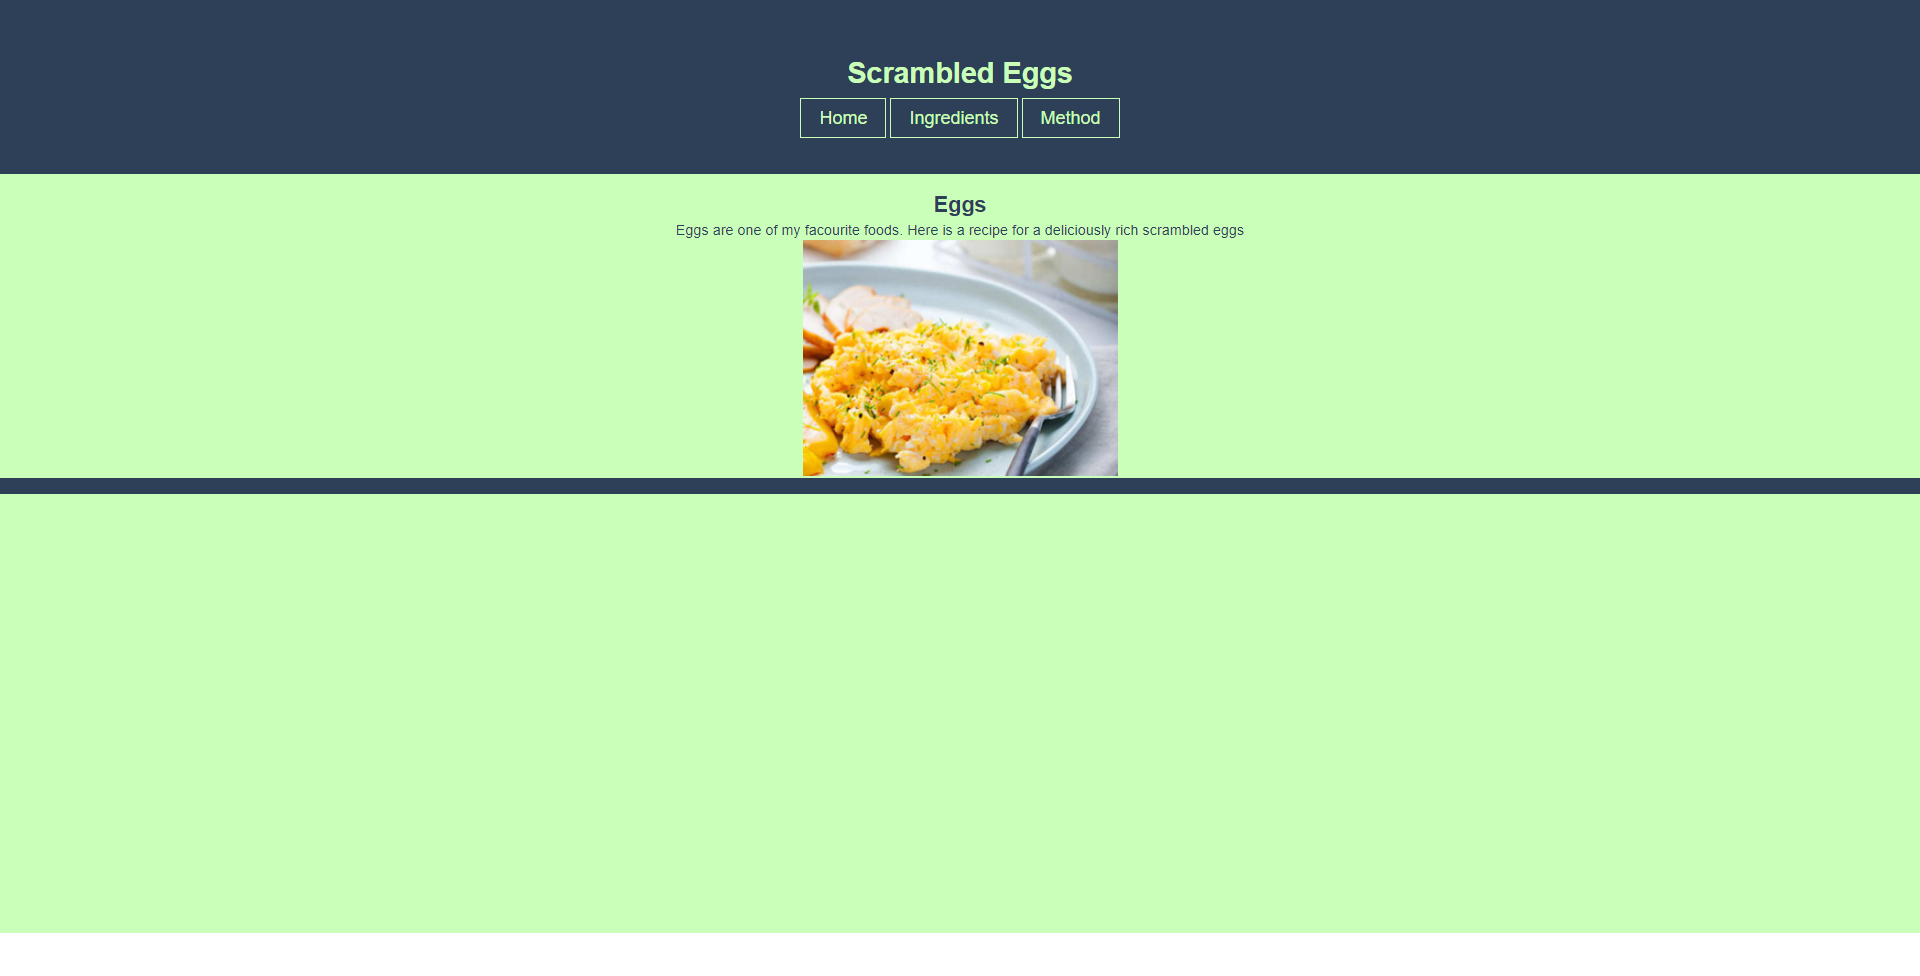 Scrambled Eggs
Home Ingredients Method
Eggs
Eggs are one of my facourite foods. Here is a recipe for a deliciously rich scrambled eggs